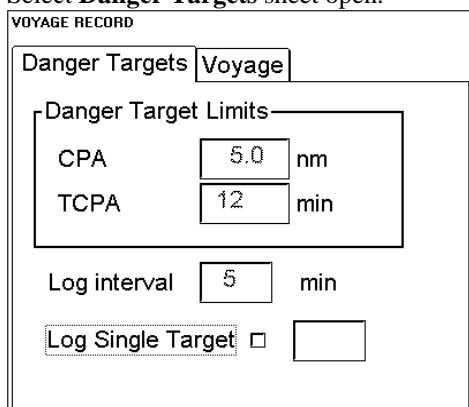 Select Danger Targets sheet open.
VOYAGE RECORD
Danger Targets Voyage
Danger Target Limits
CPA 5.0 nm
TCPA 12 min
Log interval 5 min
Log Single Target